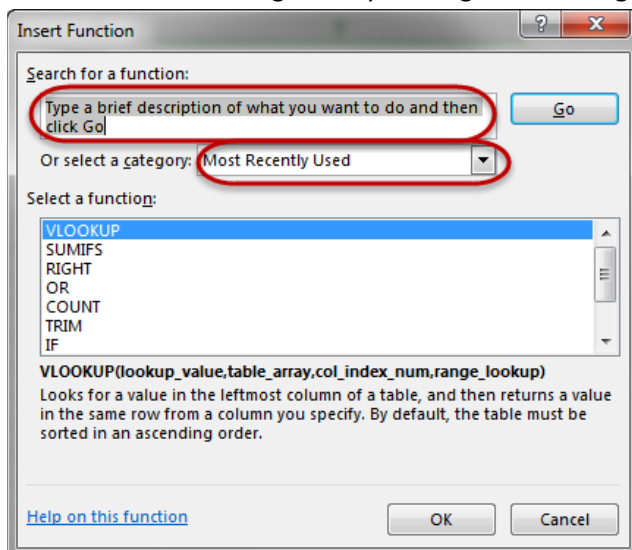 Insert Function
Search for a function:
Type a brief description of what you want to do and then
click Go
Go
Or select a category: Most Recently Used
Select a function:
VLOOKUP
SUMIFS
RIGHT
OR
COUNT
TRIM
IF
VLOOKUP(lookup_value,table_array,col_index_num,range_lookup)
Looks for a value in the leftmost column of a table, and then returns a value
in the same row from a column you specify. By default, the table must be
sorted in an ascending order.
Help on this function
OK
Cancel